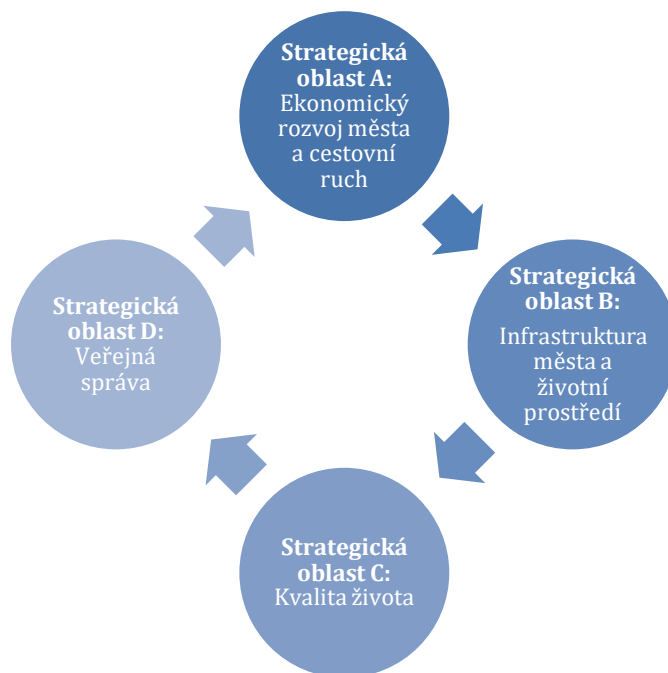 Strategická
oblast A:
Ekonomický
rozvoj města
a cestovní
ruch
Strategická
oblast B:
Infrastruktura
města a
životní
prostředí
Strategická
oblast C:
Kvalita života
Strategická
oblast D:
Veřejná
správa